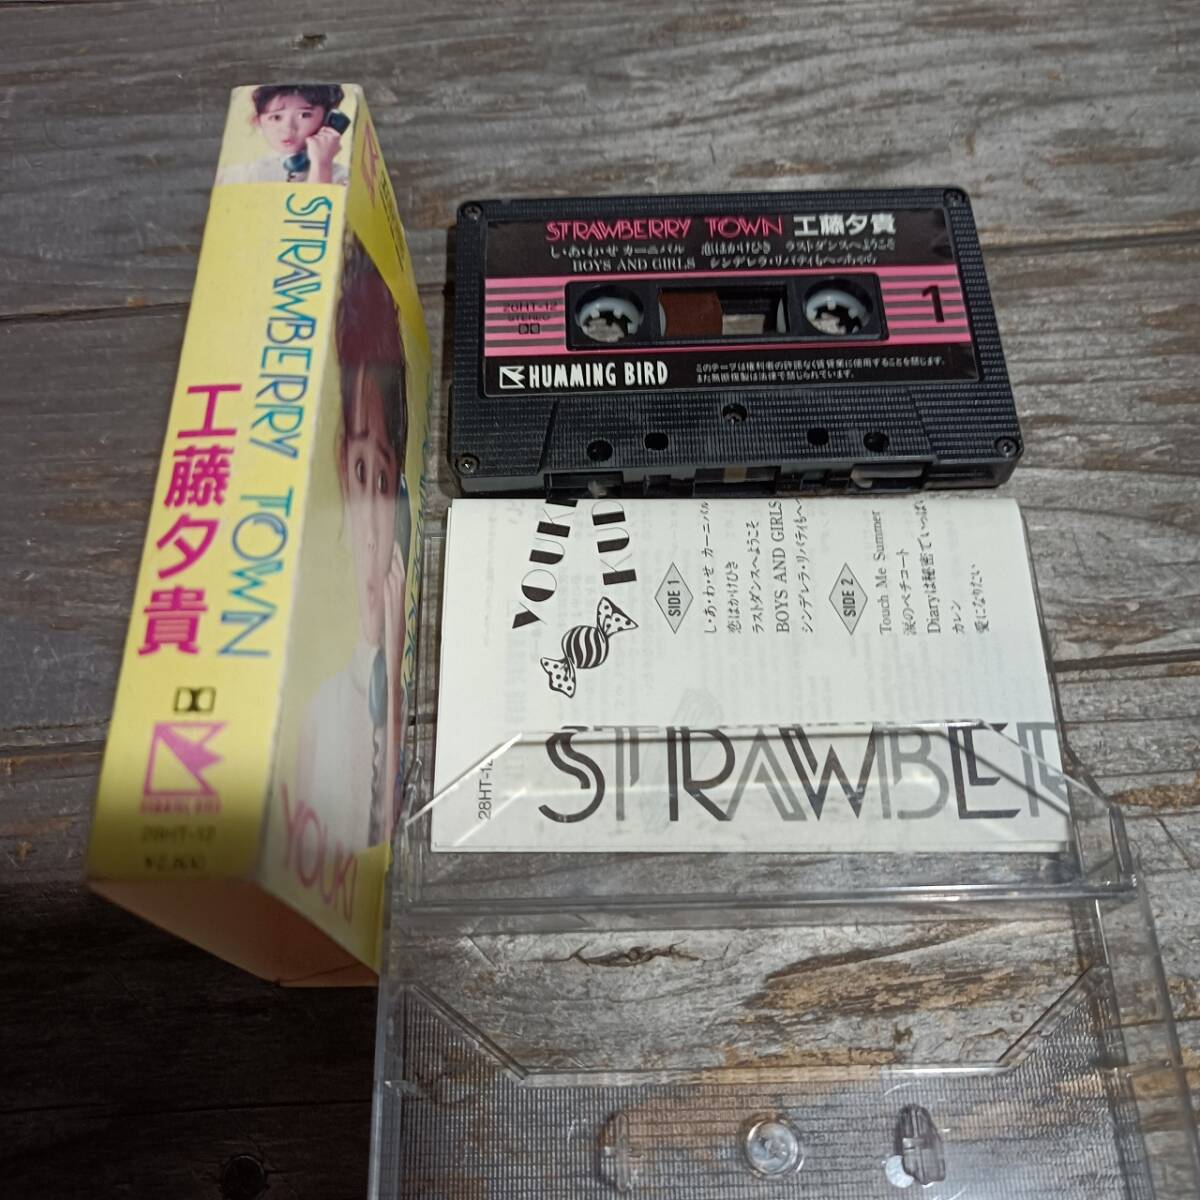 STRAWBERRY TOWN
工藤夕貴
28HT-12
¥2,800
YOUKI
STRAWBERRY TOWN 工藤夕貴
し・あ・わ・せ カーニバル 恋はかけひき ラストダンスへようこそ
BOYS AND GIRLS シンデレラ・リバティもへっちゃら
28HT-12
STEREO
1
HUMMING BIRD
このテープは権利者の許諾なく賃貸業に使用することを禁じます。
また無断複製は法律で禁じられています。
YOUKI
KUD
SIDE 1
し・あ・わ・せ カーニバル
恋はかけひき
ラストダンスへようこそ
BOYS AND GIRLS
シンデレラ・リバティもへ
SIDE 2
Touch Me Summer
涙のペチコート
Diaryは秘密でいっぱい
カレン
愛になりたい
28HT-12
STRAWBER